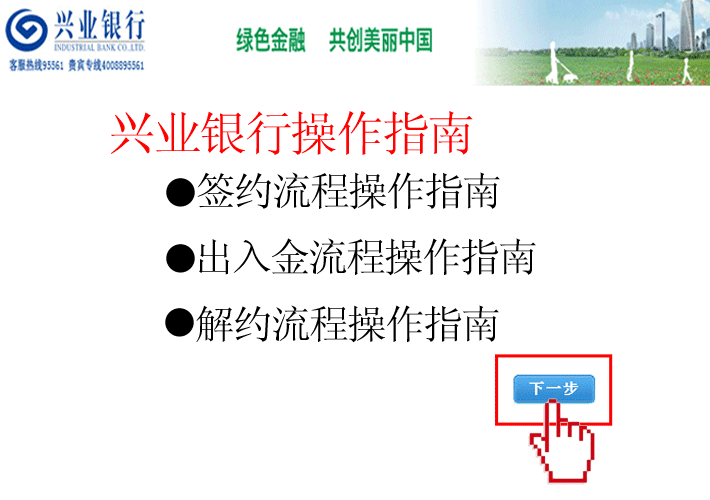 兴业银行
INDUSTRIAL BANK CO.,LTD.
客服热线95561 贵宾专线4008895561
绿色金融 共创美丽中国
兴业银行操作指南
●签约流程操作指南
●出入金流程操作指南
●解约流程操作指南
下一步